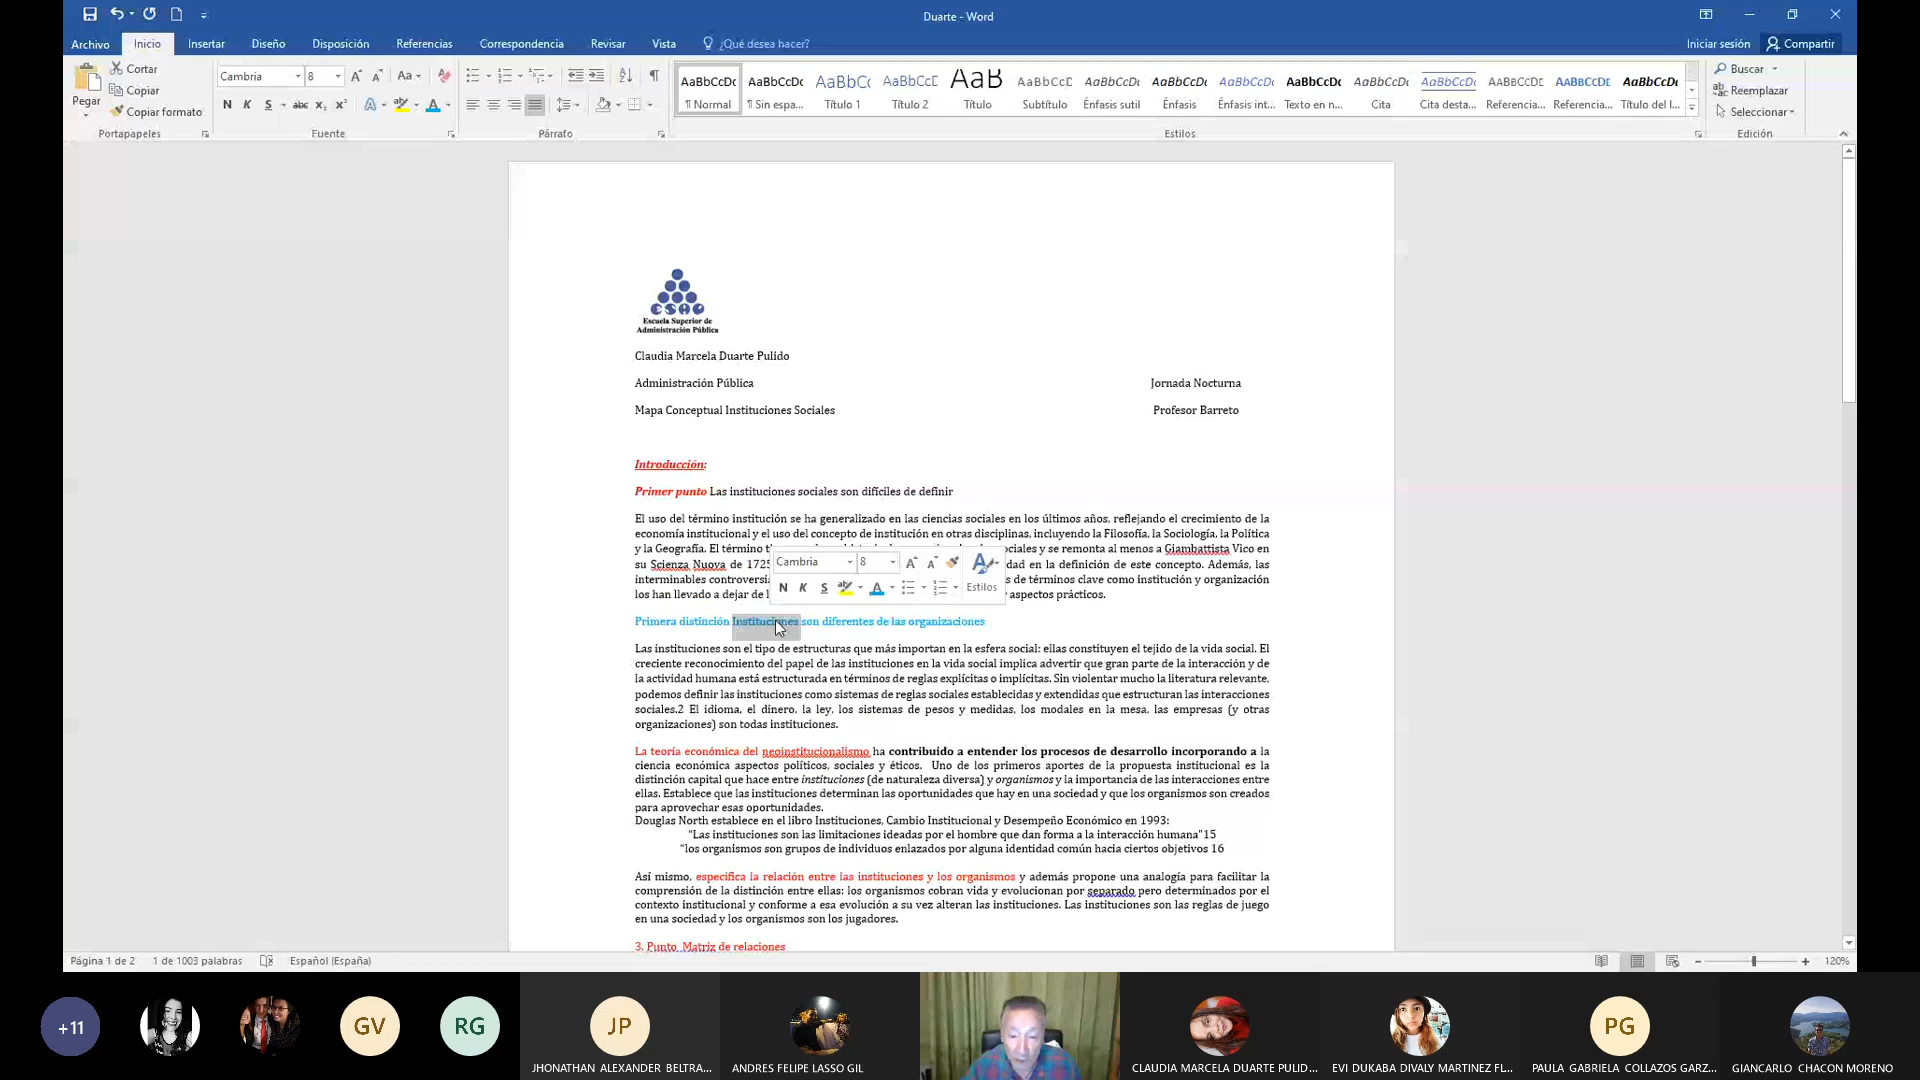 Duarte - Word
Archivo Inicio Insertar Diseño Disposición Referencias Correspondencia Revisar Vista ¿Qué desea hacer? Iniciar sesión Compartir
Pegar
Cortar
Copiar
Copiar formato
Portapapeles
Cambria 8
Fuente
Párrafo
AaBbCcDc AaBbCcDc AaBbC AaBbCcC AaB AaBbCcC AaBbCcDc AaBbCcDc AaBbCcDc AaBbCcDc AaBbCcDc AaBbCcDc AABBCCDE AABBCCDE AaBbCcDc
¶ Normal ¶ Sin espa... Título 1 Título 2 Título Subtítulo Énfasis sutil Énfasis Énfasis int... Texto en n... Cita Cita desta... Referencia... Referencia... Título del l...
Estilos
Buscar
Reemplazar
Seleccionar
Edición
Escuela Superior de
Administración Pública
Claudia Marcela Duarte Pulido
Administración Pública Jornada Nocturna
Mapa Conceptual Instituciones Sociales Profesor Barreto
Introducción:
Primer punto Las instituciones sociales son difíciles de definir
El uso del término institución se ha generalizado en las ciencias sociales en los últimos años, reflejando el crecimiento de la
economía institucional y el uso del concepto de institución en otras disciplinas, incluyendo la Filosofía, la Sociología, la Política
y la Geografía. El término ociales y se remonta al menos a Giambattista Vico en
su Scienza Nuova de 1725 dad en la definición de este concepto. Además, las
interminables controversi s de términos clave como institución y organización
los han llevado a dejar de aspectos prácticos.
Cambria 8
N K S Estilos
Primera distinción Instituciones son diferentes de las organizaciones
Las instituciones son el tipo de estructuras que más importan en la esfera social: ellas constituyen el tejido de la vida social. El
creciente reconocimiento del papel de las instituciones en la vida social implica advertir que gran parte de la interacción y de
la actividad humana está estructurada en términos de reglas explícitas o implícitas. Sin violentar mucho la literatura relevante,
podemos definir las instituciones como sistemas de reglas sociales establecidas y extendidas que estructuran las interacciones
sociales.2 El idioma, el dinero, la ley, los sistemas de pesos y medidas, los modales en la mesa, las empresas (y otras
organizaciones) son todas instituciones.
La teoría económica del neoinstitucionalismo ha contribuido a entender los procesos de desarrollo incorporando a la
ciencia económica aspectos políticos, sociales y éticos. Uno de los primeros aportes de la propuesta institucional es la
distinción capital que hace entre instituciones (de naturaleza diversa) y organismos y la importancia de las interacciones entre
ellas. Establece que las instituciones determinan las oportunidades que hay en una sociedad y que los organismos son creados
para aprovechar esas oportunidades.
Douglas North establece en el libro Instituciones, Cambio Institucional y Desempeño Económico en 1993:
“Las instituciones son las limitaciones ideadas por el hombre que dan forma a la interacción humana”15
“los organismos son grupos de individuos enlazados por alguna identidad común hacia ciertos objetivos 16
Así mismo, especifica la relación entre las instituciones y los organismos y además propone una analogía para facilitar la
comprensión de la distinción entre ellas: los organismos cobran vida y evolucionan por separado pero determinados por el
contexto institucional y conforme a esa evolución a su vez alteran las instituciones. Las instituciones son las reglas de juego
en una sociedad y los organismos son los jugadores.
3. Punto Matriz de relaciones
Página 1 de 2 1 de 1003 palabras Español (España) 120%
+11 GV RG JP PG
JHONATHAN ALEXANDER BELTRA... ANDRES FELIPE LASSO GIL CLAUDIA MARCELA DUARTE PULID... EVI DUKABA DIVALY MARTINEZ FL... PAULA GABRIELA COLLAZOS GARZ... GIANCARLO CHACON MORENO